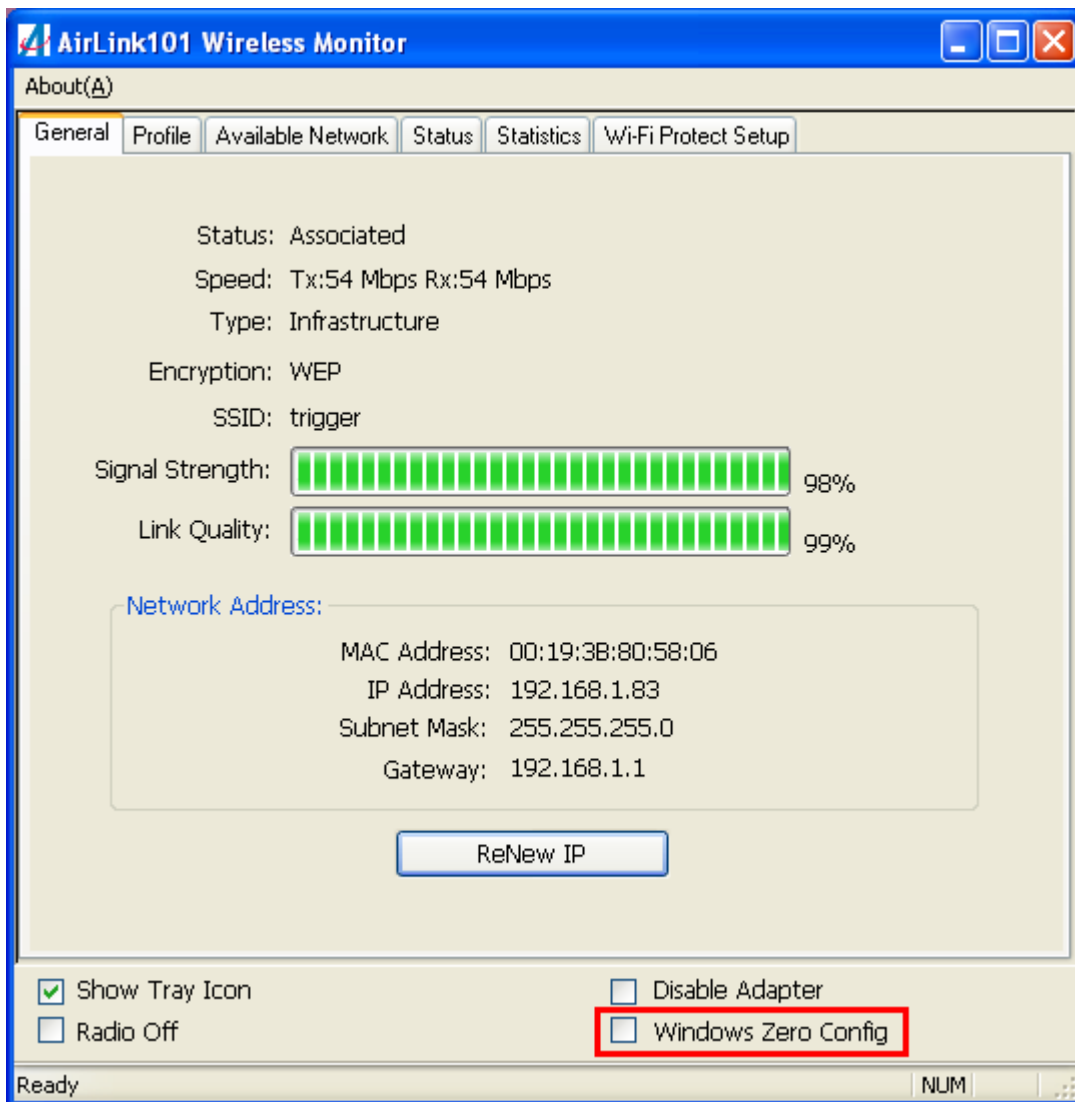 AirLink101 Wireless Monitor
About(A)
General Profile Available Network Status Statistics Wi-Fi Protect Setup
Status: Associated
Speed: Tx:54 Mbps Rx:54 Mbps
Type: Infrastructure
Encryption: WEP
SSID: trigger
Signal Strength: 98%
Link Quality: 99%
Network Address:
MAC Address: 00:19:3B:80:58:06
IP Address: 192.168.1.83
Subnet Mask: 255.255.255.0
Gateway: 192.168.1.1
ReNew IP
Show Tray Icon Disable Adapter
Radio Off Windows Zero Config
Ready NUM